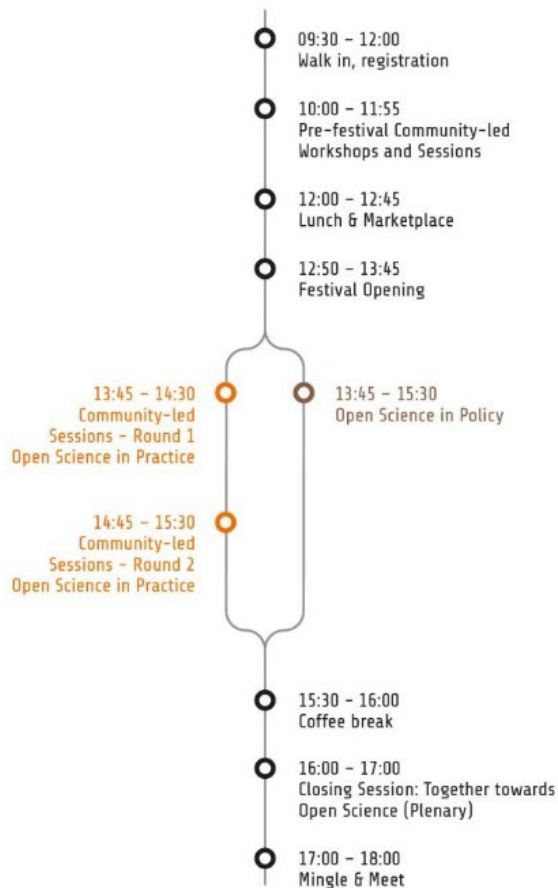 09:30 – 12:00
Walk in, registration
10:00 – 11:55
Pre-festival Community-led
Workshops and Sessions
12:00 – 12:45
Lunch & Marketplace
12:50 – 13:45
Festival Opening
13:45 – 14:30
Community-led
Sessions - Round 1
Open Science in Practice
13:45 – 15:30
Open Science in Policy
14:45 – 15:30
Community-led
Sessions - Round 2
Open Science in Practice
15:30 – 16:00
Coffee break
16:00 – 17:00
Closing Session: Together towards
Open Science (Plenary)
17:00 – 18:00
Mingle & Meet